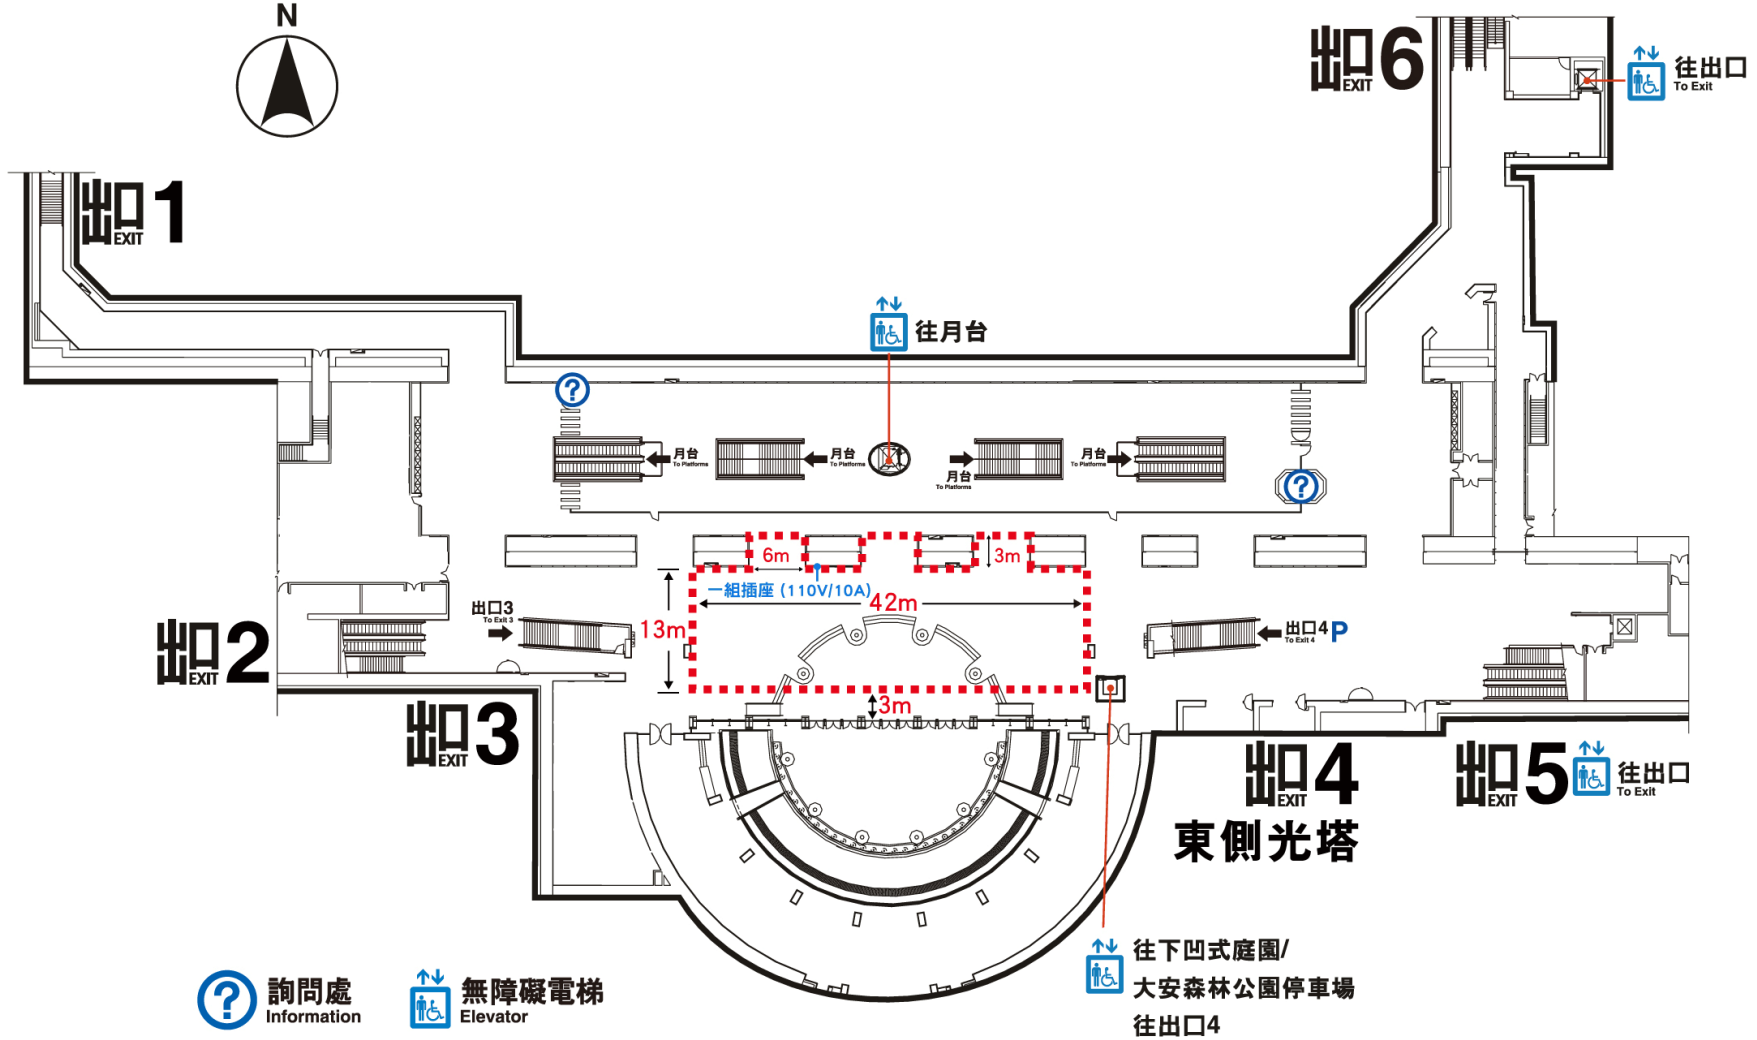 N
出口6
EXIT
往出口
To Exit
出口1
EXIT
往月台
?
月台
To Platforms
月台
To Platforms
月台
To Platforms
月台
To Platforms
?
6m
3m
一組插座 (110V/10A)
42m
13m
3m
出口3
To Exit 3
出口4 P
To Exit 4
出口2
EXIT
出口3
EXIT
出口4
EXIT
東側光塔
出口5
EXIT
往出口
To Exit
往下凹式庭園/
大安森林公園停車場
往出口4
?
詢問處
Information
無障礙電梯
Elevator